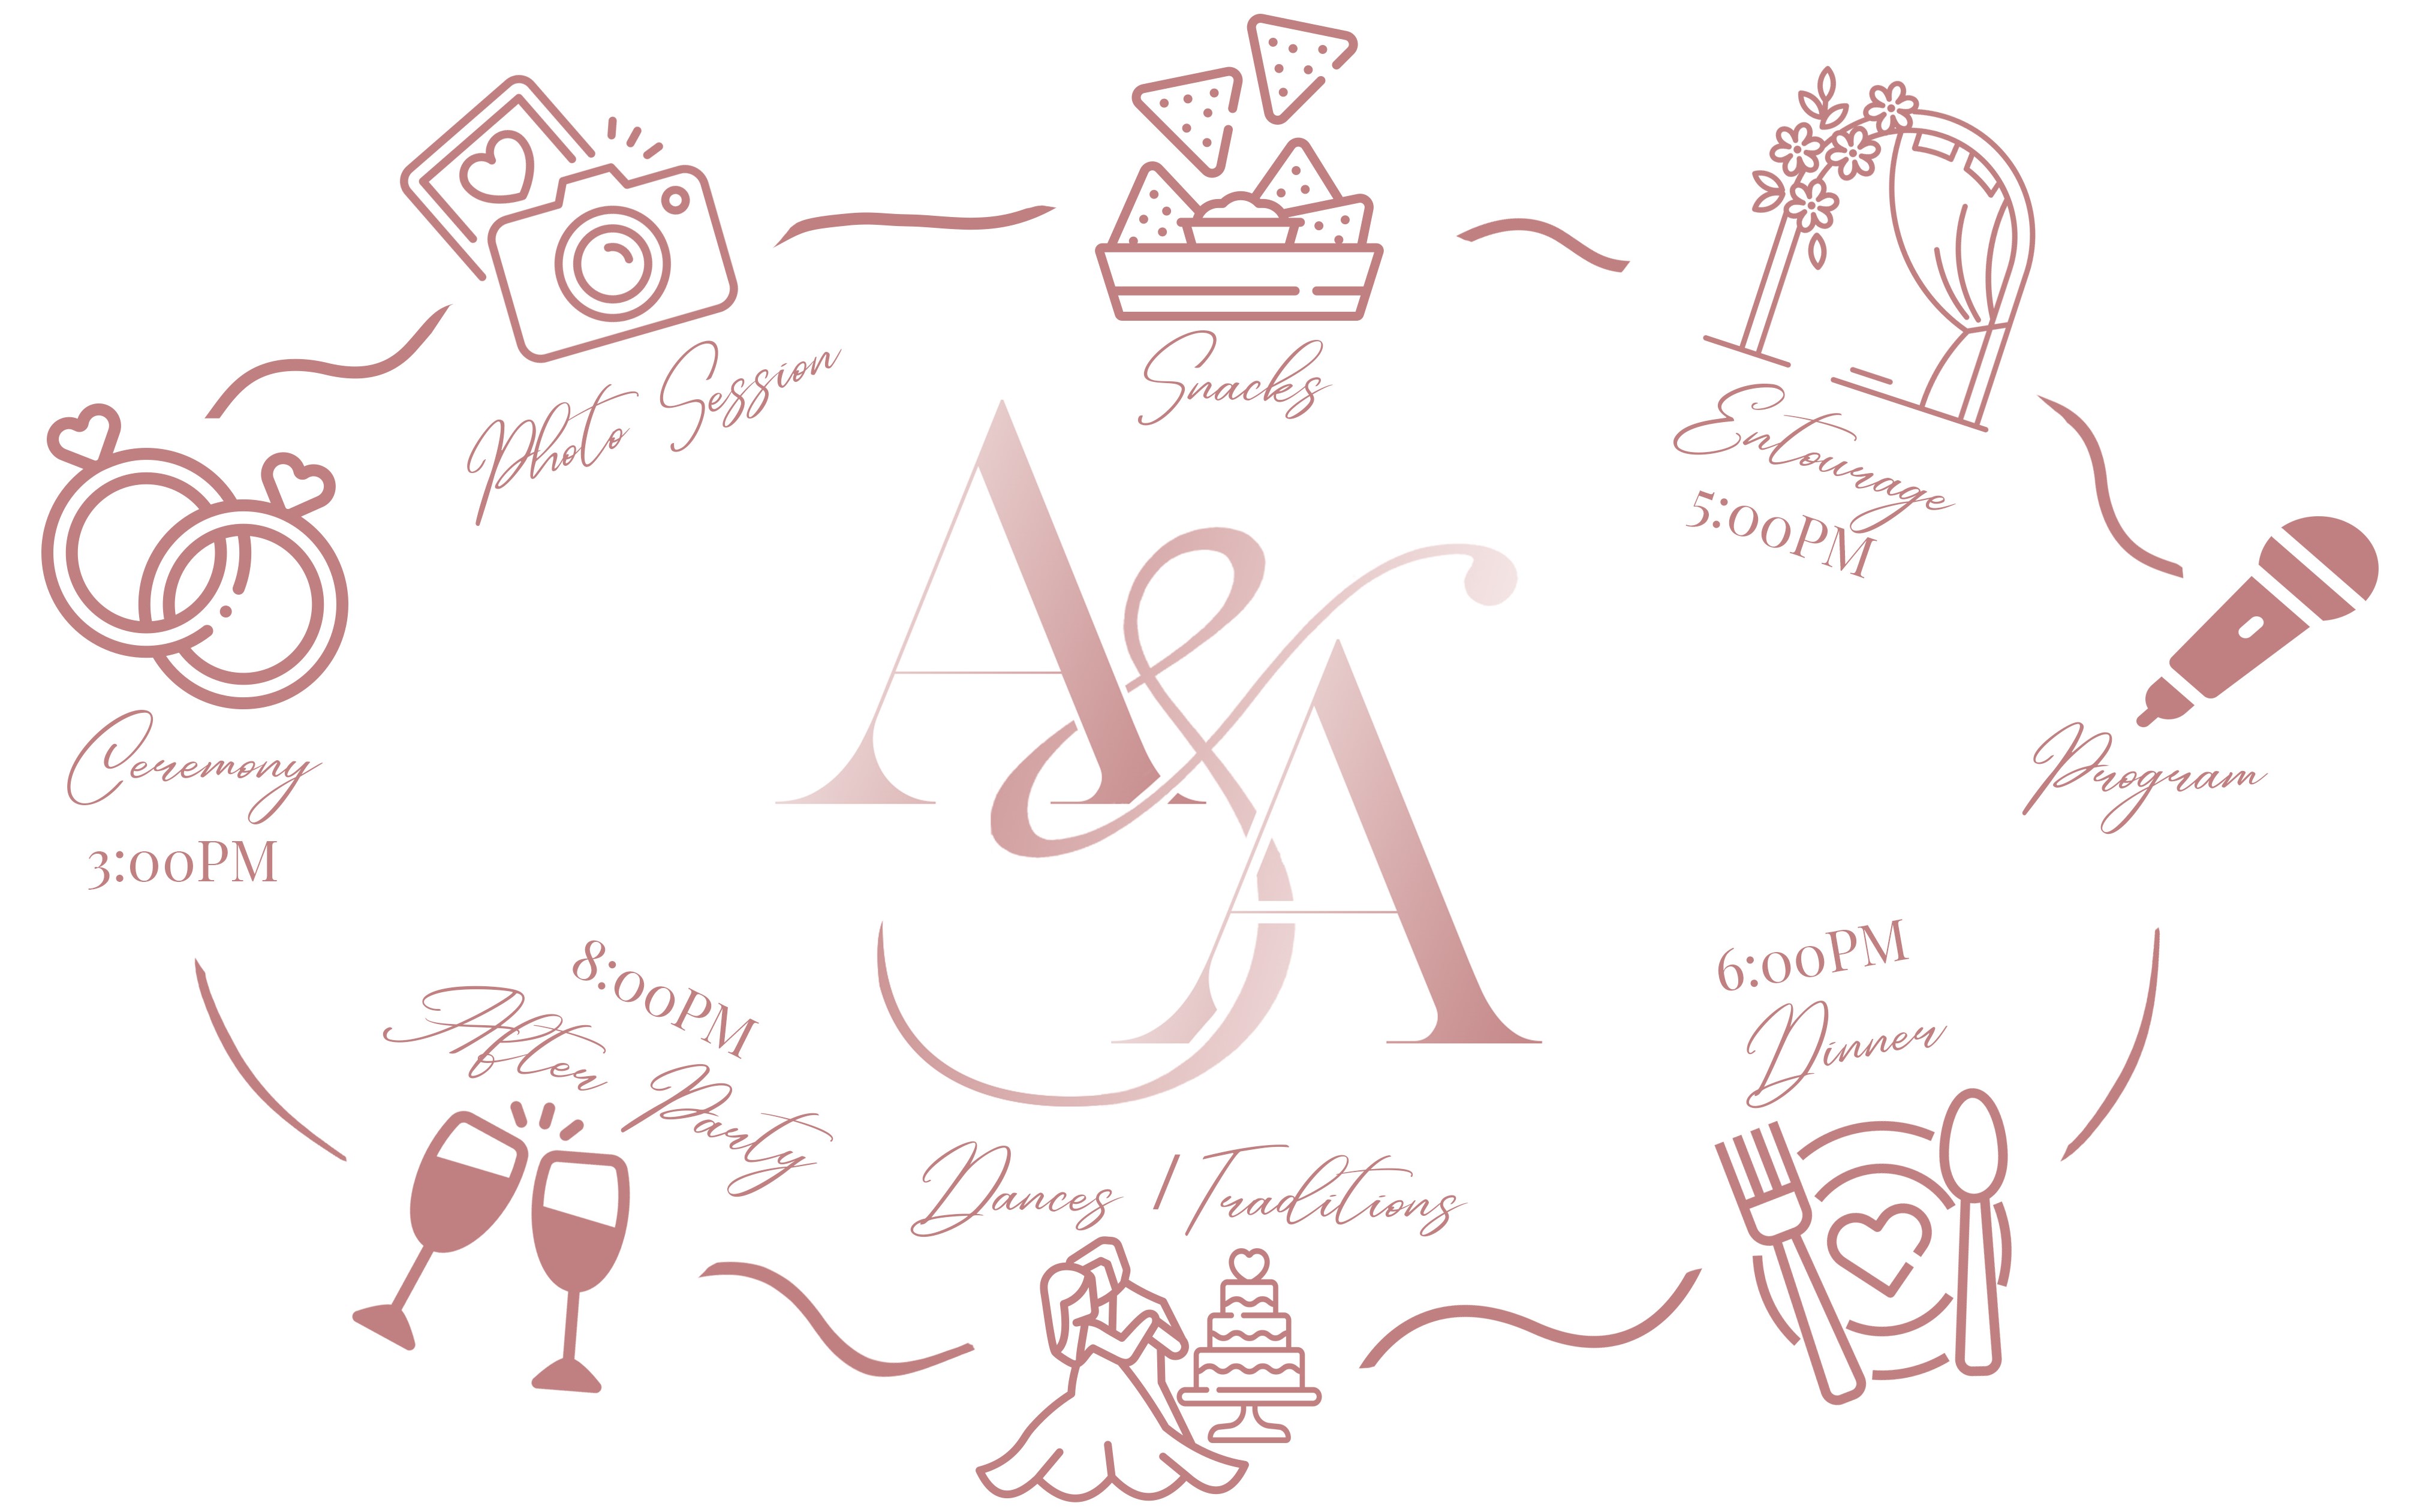 Photo Session
Snacks
Entourage
5:00PM
Program
Ceremony
3:00PM
A&A
6:00PM
Dinner
Dances / Traditions
8:00PM
After Party